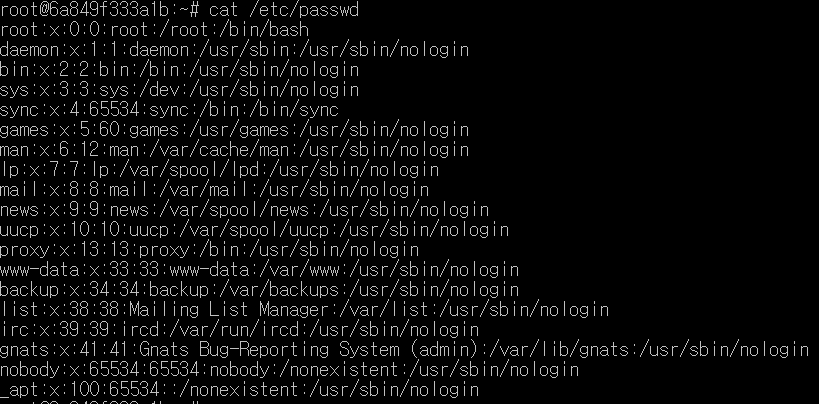 root@6a849f333a1b:~# cat /etc/passwd
root:x:0:0:root:/root:/bin/bash
daemon:x:1:1:daemon:/usr/sbin:/usr/sbin/nologin
bin:x:2:2:bin:/bin:/usr/sbin/nologin
sys:x:3:3:sys:/dev:/usr/sbin/nologin
sync:x:4:65534:sync:/bin:/bin/sync
games:x:5:60:games:/usr/games:/usr/sbin/nologin
man:x:6:12:man:/var/cache/man:/usr/sbin/nologin
lp:x:7:7:lp:/var/spool/lpd:/usr/sbin/nologin
mail:x:8:8:mail:/var/mail:/usr/sbin/nologin
news:x:9:9:news:/var/spool/news:/usr/sbin/nologin
uucp:x:10:10:uucp:/var/spool/uucp:/usr/sbin/nologin
proxy:x:13:13:proxy:/bin:/usr/sbin/nologin
www-data:x:33:33:www-data:/var/www:/usr/sbin/nologin
backup:x:34:34:backup:/var/backups:/usr/sbin/nologin
list:x:38:38:Mailing List Manager:/var/list:/usr/sbin/nologin
irc:x:39:39:ircd:/var/run/ircd:/usr/sbin/nologin
gnats:x:41:41:Gnats Bug-Reporting System (admin):/var/lib/gnats:/usr/sbin/nologin
nobody:x:65534:65534:nobody:/nonexistent:/usr/sbin/nologin
_apt:x:100:65534::/nonexistent:/usr/sbin/nologin